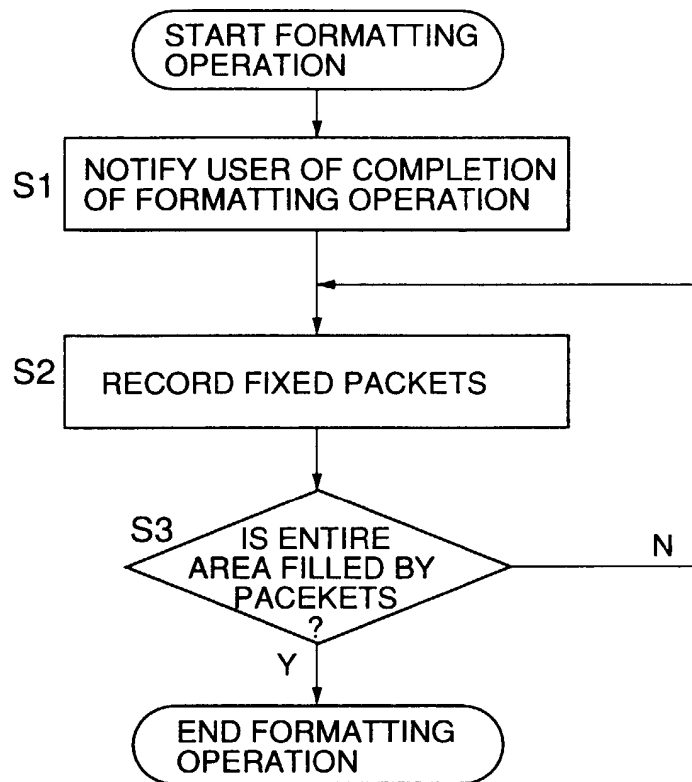 START FORMATTING
OPERATION
S1
NOTIFY USER OF COMPLETION
OF FORMATTING OPERATION
S2
RECORD FIXED PACKETS
S3
IS ENTIRE
AREA FILLED BY
PACEKETS
?
N
Y
END FORMATTING
OPERATION